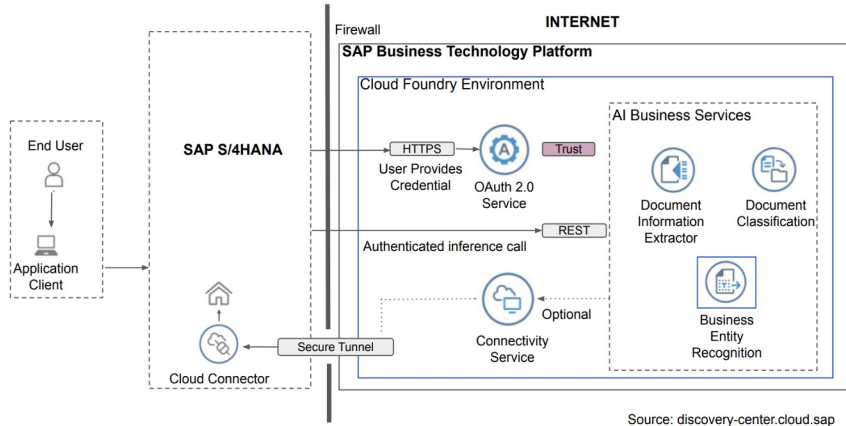 INTERNET
Firewall
SAP Business Technology Platform
Cloud Foundry Environment
AI Business Services
End User
SAP S/4HANA
HTTPS
Trust
User Provides
Credential
OAuth 2.0
Service
Document
Information
Extractor
Document
Classification
REST
Authenticated inference call
Application
Client
Optional
Connectivity
Service
Business
Entity
Recognition
Secure Tunnel
Cloud Connector
Source: discovery-center.cloud.sap